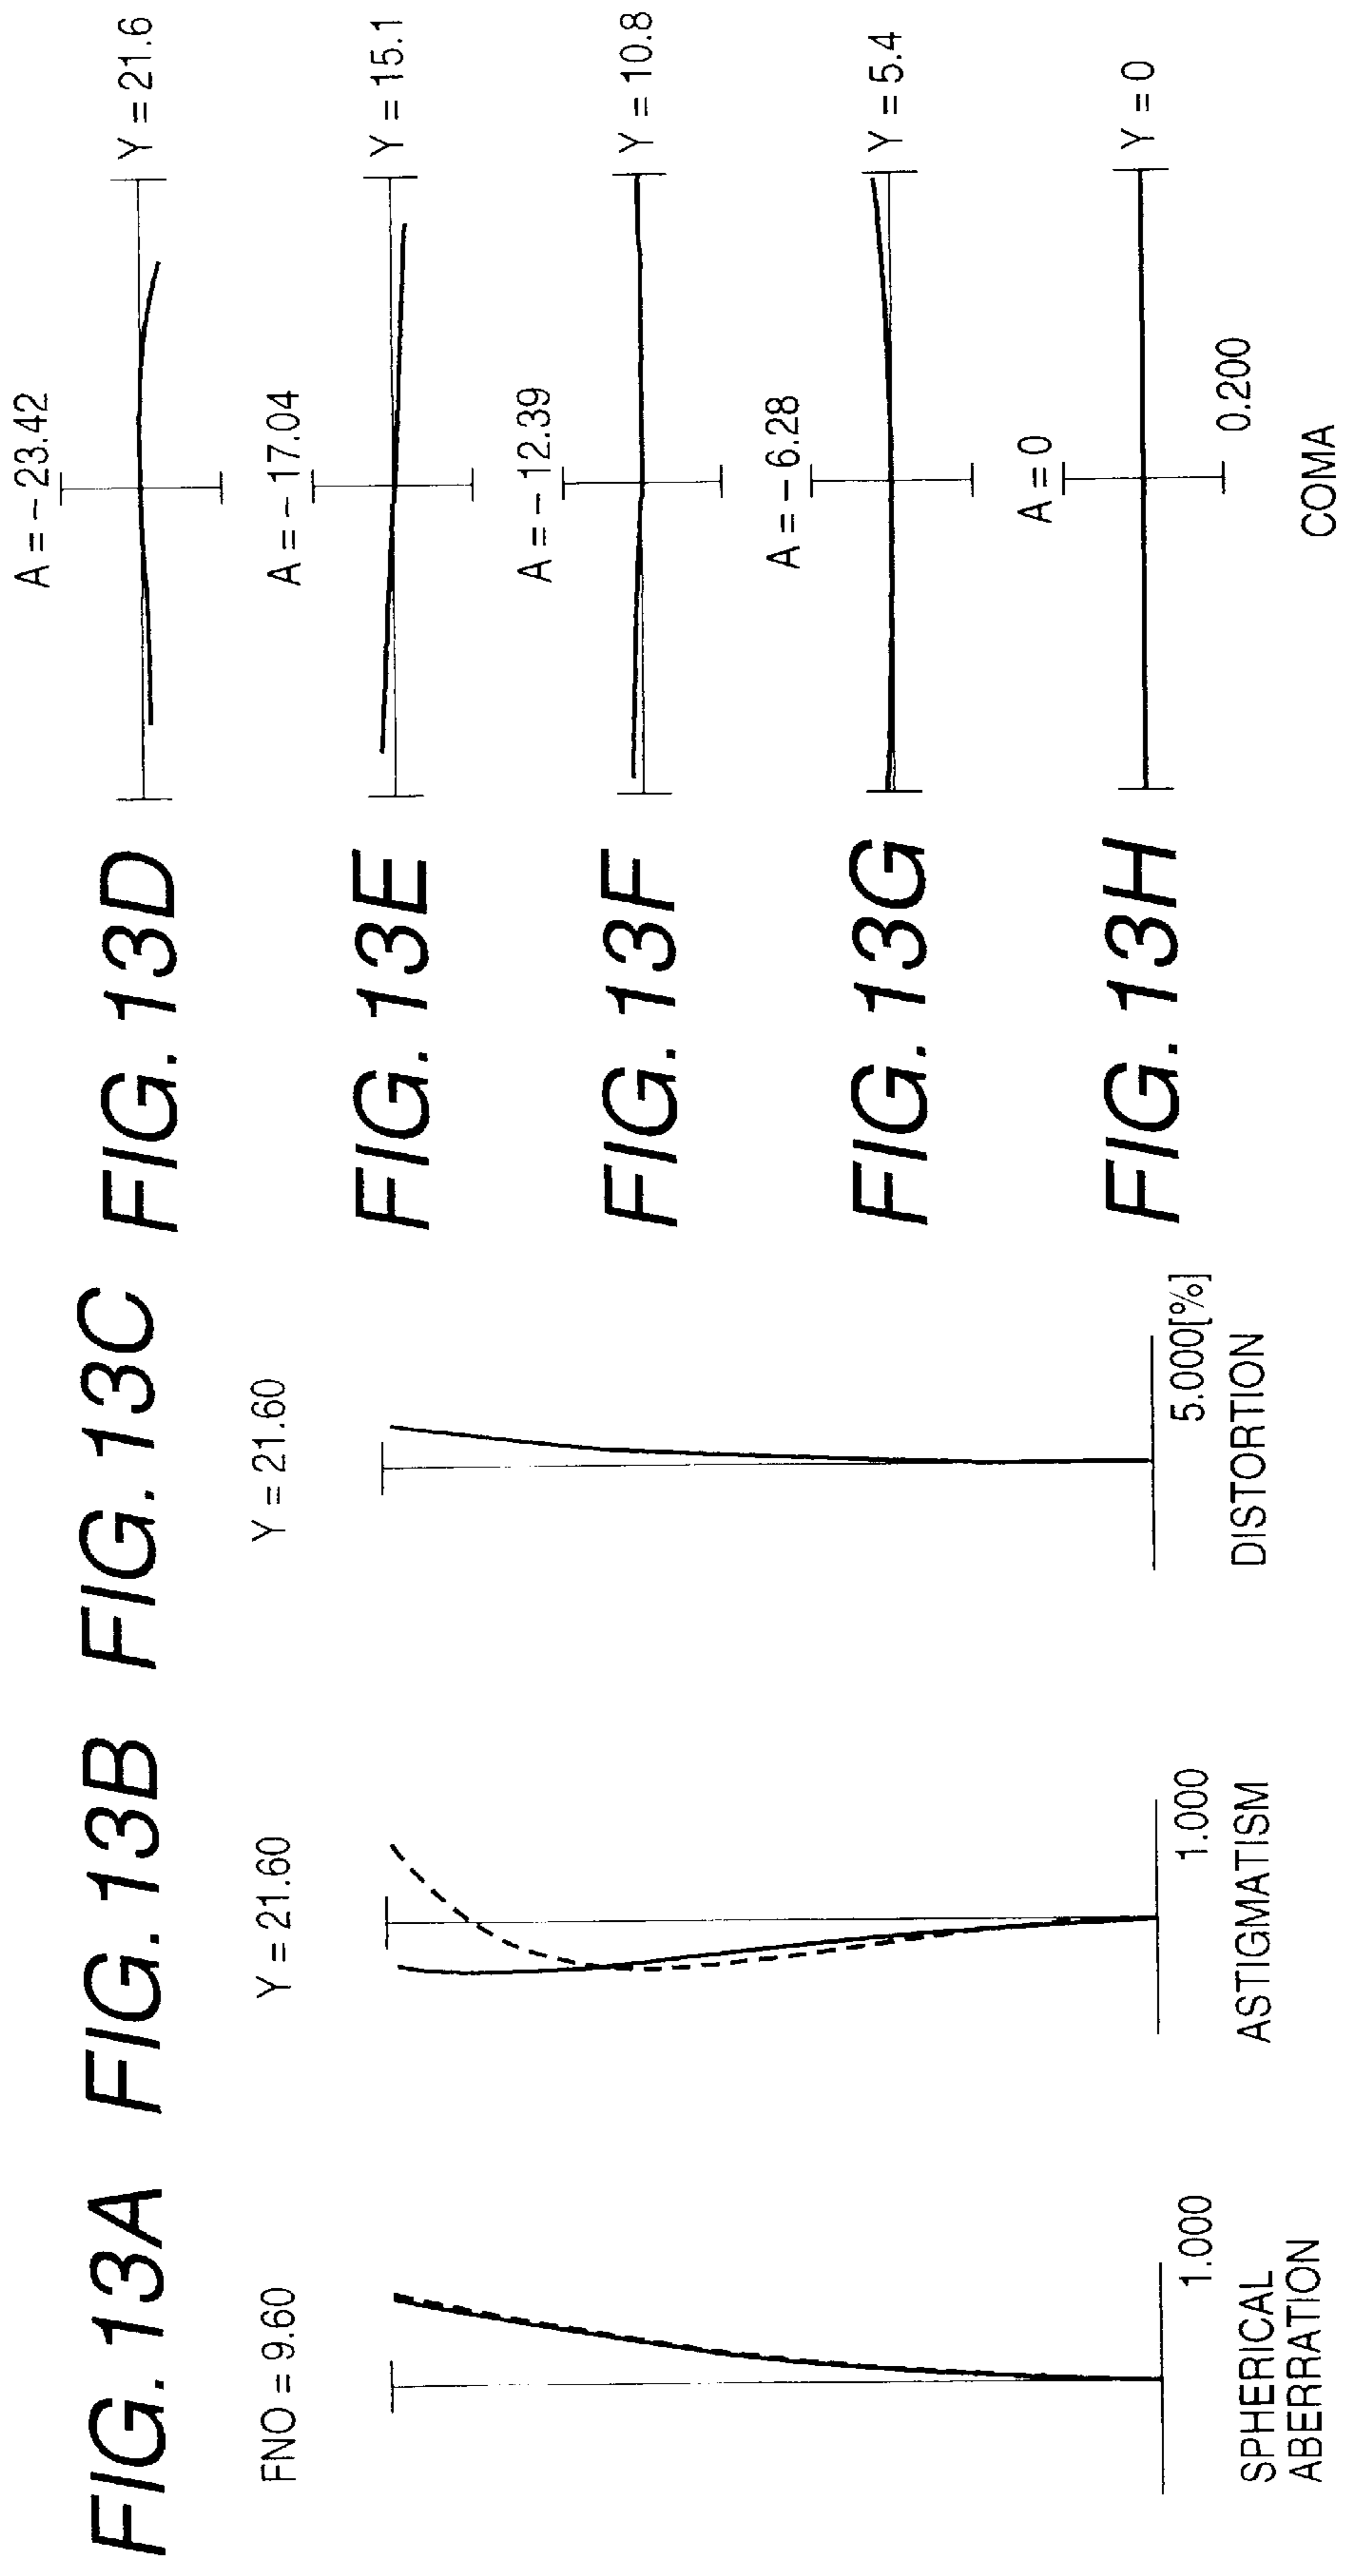 FIG. 13A
FNO = 9.60
1.000
SPHERICAL
ABERRATION
FIG. 13B
Y = 21.60
1.000
ASTIGMATISM
FIG. 13C
Y = 21.60
5.000[%]
DISTORTION
FIG. 13D
A = − 23.42
Y = 21.6
FIG. 13E
A = − 17.04
Y = 15.1
FIG. 13F
A = − 12.39
Y = 10.8
FIG. 13G
A = − 6.28
Y = 5.4
FIG. 13H
A = 0
Y = 0
0.200
COMA